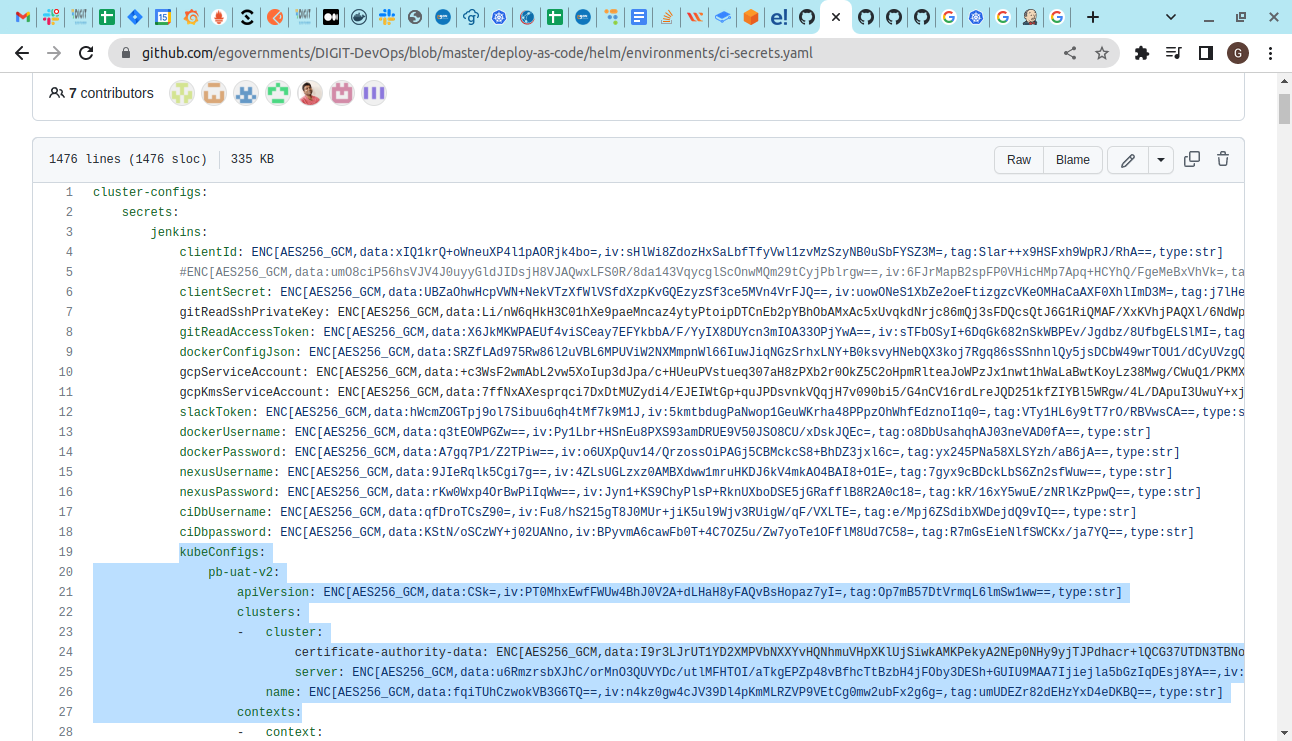 github.com/egovernments/DIGIT-DevOps/blob/master/deploy-as-code/helm/environments/ci-secrets.yaml
G
7 contributors
1476 lines (1476 sloc) 335 KB
Raw Blame
1 cluster-configs:
2 secrets:
3 jenkins:
4 clientId: ENC[AES256_GCM,data:xIQ1krQ+oWneuXP4l1pAORjk4bo=,iv:sHlWi8ZdozHxSaLbfTfyVwl1zvMzSzyNB0uSbFYSZ3M=,tag:Slar++x9HSFxh9WpRJ/RhA==,type:str]
5 #ENC[AES256_GCM,data:umO8ciP56hsVJV4J0uyyGldJIDsjH8VJAQwxLFS0R/8da143VqycglScOnwMQm29tCyjPblrgw==,iv:6FJrMapB2spFP0VHicHMp7Apq+HCYhQ/FgeMeBxVhVk=,ta
6 clientSecret: ENC[AES256_GCM,data:UBZaOhwHcpVWN+NekVTzXfWlVSfdXzpKvGQEzyzSf3ce5MVn4VrFJQ==,iv:uowONeS1XbZe2oeFtizgzcVKeOMHaCaAXF0XhlImD3M=,tag:j7lHe
7 gitReadSshPrivateKey: ENC[AES256_GCM,data:Li/nW6qHkH3C01hXe9paeMncaz4ytyPtoipDTCnEb2pYBhObAMxAc5xUvqkdNrjc86mQj3sFDQcsQtJ6G1RiQMAF/XxKVhjPAQXl/6NdWp
8 gitReadAccessToken: ENC[AES256_GCM,data:X6JkMKWPAEUf4viSCeay7EFYkbbA/F/YyIX8DUYcn3mIOA33OPjYwA==,iv:sTFbOSyI+6DqGk682nSkWBPEv/Jgdbz/8UfbgELSlMI=,tag
9 dockerConfigJson: ENC[AES256_GCM,data:SRZfLAd975Rw86l2uVBL6MPUViW2NXMmpnWl66IuwJiqNGzSrhxLNY+B0ksvyHNebQX3koj7Rgq86sSSnhnlQy5jsDCbW49wrTOU1/dCyUVzgQ
10 gcpServiceAccount: ENC[AES256_GCM,data:+c3WsF2wmAbL2vw5XoIup3dJpa/c+HUeuPVstueq307aH8zPXb2r0OkZ5C2oHpmRlteaJoWPzJx1nwt1hWaLaBwtKoyLz38Mwg/CWuQ1/PKMX
11 gcpKmsServiceAccount: ENC[AES256_GCM,data:7ffNxAXesprqci7DxDtMUZydi4/EJEIWtGp+quJPDsvnkVQqjH7v090bi5/G4nCV16rdLreJQD251kfZIYBl5WRgw/4L/DApuI3UwuY+xj
12 slackToken: ENC[AES256_GCM,data:hWcmZOGTpj9ol7Sibuu6qh4tMf7k9M1J,iv:5kmtbdugPaNwop1GeuWKrha48PPpzOhWhfEdznoI1q0=,tag:VTy1HL6y9tT7rO/RBVwsCA==,type:s
13 dockerUsername: ENC[AES256_GCM,data:q3tEOWPGZw==,iv:Py1Lbr+HSnEu8PXS93amDRUE9V50JSO8CU/xDskJQEc=,tag:o8DbUsahqhAJ03neVAD0fA==,type:str]
14 dockerPassword: ENC[AES256_GCM,data:A7gq7P1/Z2TPiw==,iv:o6UXpQuv14/QrzossOiPAGj5CBMckcS8+BhDZ3jxl6c=,tag:yx245PNa58XLSYzh/aB6jA==,type:str]
15 nexusUsername: ENC[AES256_GCM,data:9JIeRqlk5Cgi7g==,iv:4ZLsUGLzxz0AMBXdww1mruHKDJ6kV4mkAO4BAI8+O1E=,tag:7gyx9cBDckLbS6Zn2sfWuw==,type:str]
16 nexusPassword: ENC[AES256_GCM,data:rKw0Wxp4OrBwPiIqWw==,iv:Jyn1+KS9ChyPlsP+RknUXboDSE5jGRafflB8R2A0c18=,tag:kR/16xY5wuE/zNRlKzPpwQ==,type:str]
17 ciDbUsername: ENC[AES256_GCM,data:qfDroTCsZ90=,iv:Fu8/hS215gT8J0MUr+jiK5ul9Wjv3RUigW/qF/VXLTE=,tag:e/Mpj6ZSdibXWDejdQ9vIQ==,type:str]
18 ciDbpassword: ENC[AES256_GCM,data:KStN/oSCzWY+j02UANno,iv:BPyvmA6cawFb0T+4C7OZ5u/Zw7yoTe1OFflM8Ud7C58=,tag:R7mGsEieNlfSWCKx/ja7YQ==,type:str]
19 kubeConfigs:
20 pb-uat-v2:
21 apiVersion: ENC[AES256_GCM,data:CSk=,iv:PT0MhxEwfFWUw4BhJ0V2A+dLHaH8yFAQvBsHopaz7yI=,tag:Op7mB57DtVrmqL6lmSw1ww==,type:str]
22 clusters:
23 - cluster:
24 certificate-authority-data: ENC[AES256_GCM,data:I9r3LJrUT1YD2XMPVbNXXYvHQNhmuVHpXKlUjSiwkAMKPekyA2NEp0NHy9yjTJPdhacr+lQCG37UTDN3TBNo
25 server: ENC[AES256_GCM,data:u6RmzrsbXJhC/orMnO3QUVYDc/utlMFHTOI/aTkgEPZp48vBfhcTtBzbH4jFOby3DESh+GUIU9MAA7Ijiejla5bGzIqDEsj8YA==,iv:
26 name: ENC[AES256_GCM,data:fqiTUhCzwokVB3G6TQ==,iv:n4kz0gw4cJV39Dl4pKmMLRZVP9VEtCg0mw2ubFx2g6g=,tag:umUDEZr82dEHzYxD4eDKBQ==,type:str]
27 contexts:
28 - context: